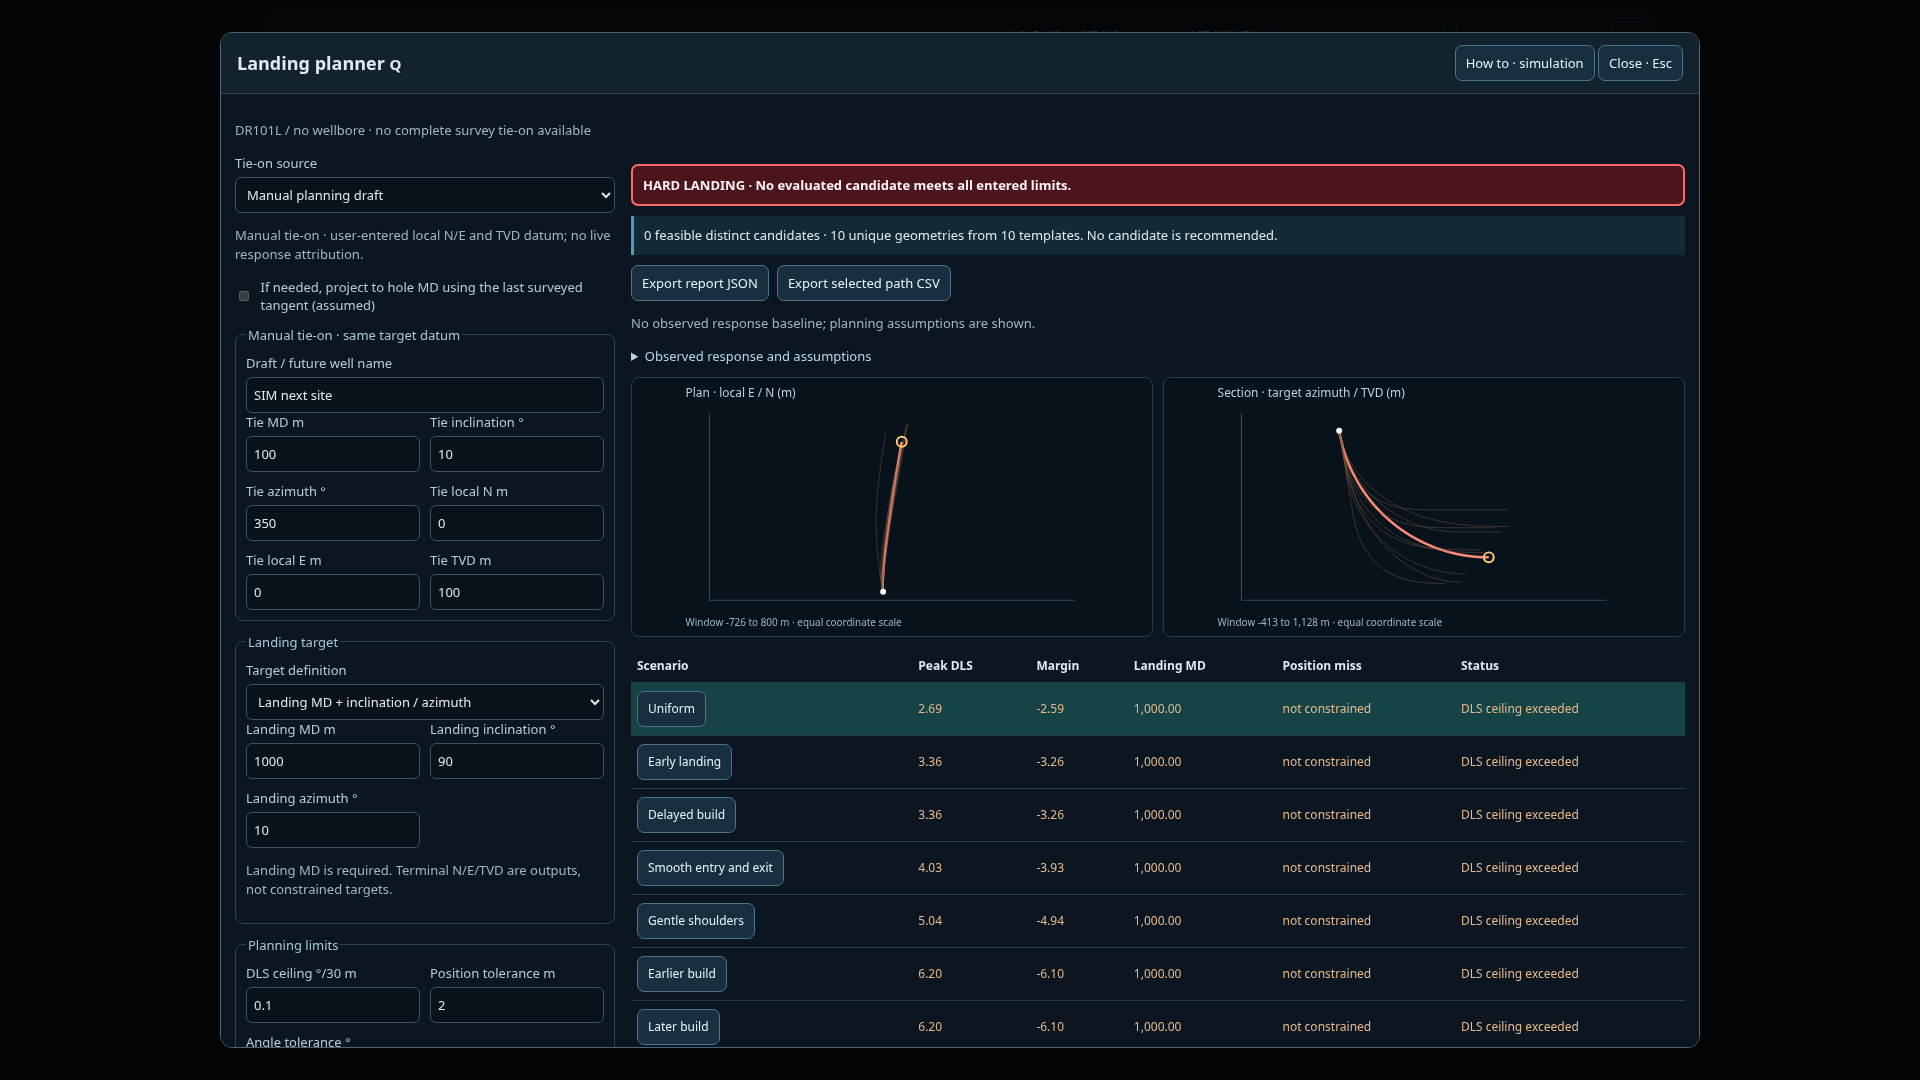 Landing planner Q
How to · simulation
Close · Esc
DR101L / no wellbore · no complete survey tie-on available
Tie-on source
Manual planning draft
Manual tie-on · user-entered local N/E and TVD datum; no live
response attribution.
If needed, project to hole MD using the last surveyed
tangent (assumed)
Manual tie-on · same target datum
Draft / future well name
SIM next site
Tie MD m
Tie inclination °
100
10
Tie azimuth °
Tie local N m
350
0
Tie local E m
Tie TVD m
0
100
Landing target
Target definition
Landing MD + inclination / azimuth
Landing MD m
Landing inclination °
1000
90
Landing azimuth °
10
Landing MD is required. Terminal N/E/TVD are outputs,
not constrained targets.
Planning limits
DLS ceiling °/30 m
Position tolerance m
0.1
2
Angle tolerance °
HARD LANDING · No evaluated candidate meets all entered limits.
0 feasible distinct candidates · 10 unique geometries from 10 templates. No candidate is recommended.
Export report JSON
Export selected path CSV
No observed response baseline; planning assumptions are shown.
Observed response and assumptions
Plan · local E / N (m)
Window -726 to 800 m · equal coordinate scale
Section · target azimuth / TVD (m)
Window -413 to 1,128 m · equal coordinate scale
Scenario Peak DLS Margin Landing MD Position miss Status
Uniform 2.69 -2.59 1,000.00 not constrained DLS ceiling exceeded
Early landing 3.36 -3.26 1,000.00 not constrained DLS ceiling exceeded
Delayed build 3.36 -3.26 1,000.00 not constrained DLS ceiling exceeded
Smooth entry and exit 4.03 -3.93 1,000.00 not constrained DLS ceiling exceeded
Gentle shoulders 5.04 -4.94 1,000.00 not constrained DLS ceiling exceeded
Earlier build 6.20 -6.10 1,000.00 not constrained DLS ceiling exceeded
Later build 6.20 -6.10 1,000.00 not constrained DLS ceiling exceeded